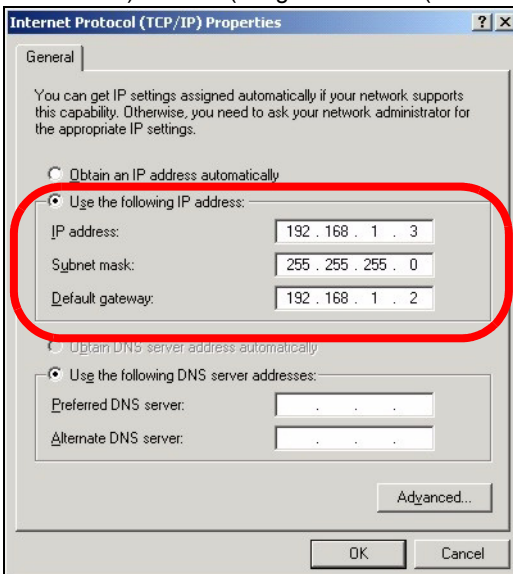 Internet Protocol (TCP/IP) Properties
General
You can get IP settings assigned automatically if your network supports
this capability. Otherwise, you need to ask your network administrator for
the appropriate IP settings.
Obtain an IP address automatically
Use the following IP address:
IP address: 192 . 168 . 1 . 3
Subnet mask: 255 . 255 . 255 . 0
Default gateway: 192 . 168 . 1 . 2
Obtain DNS server address automatically
Use the following DNS server addresses:
Preferred DNS server: . . .
Alternate DNS server: . . .
Advanced...
OK Cancel